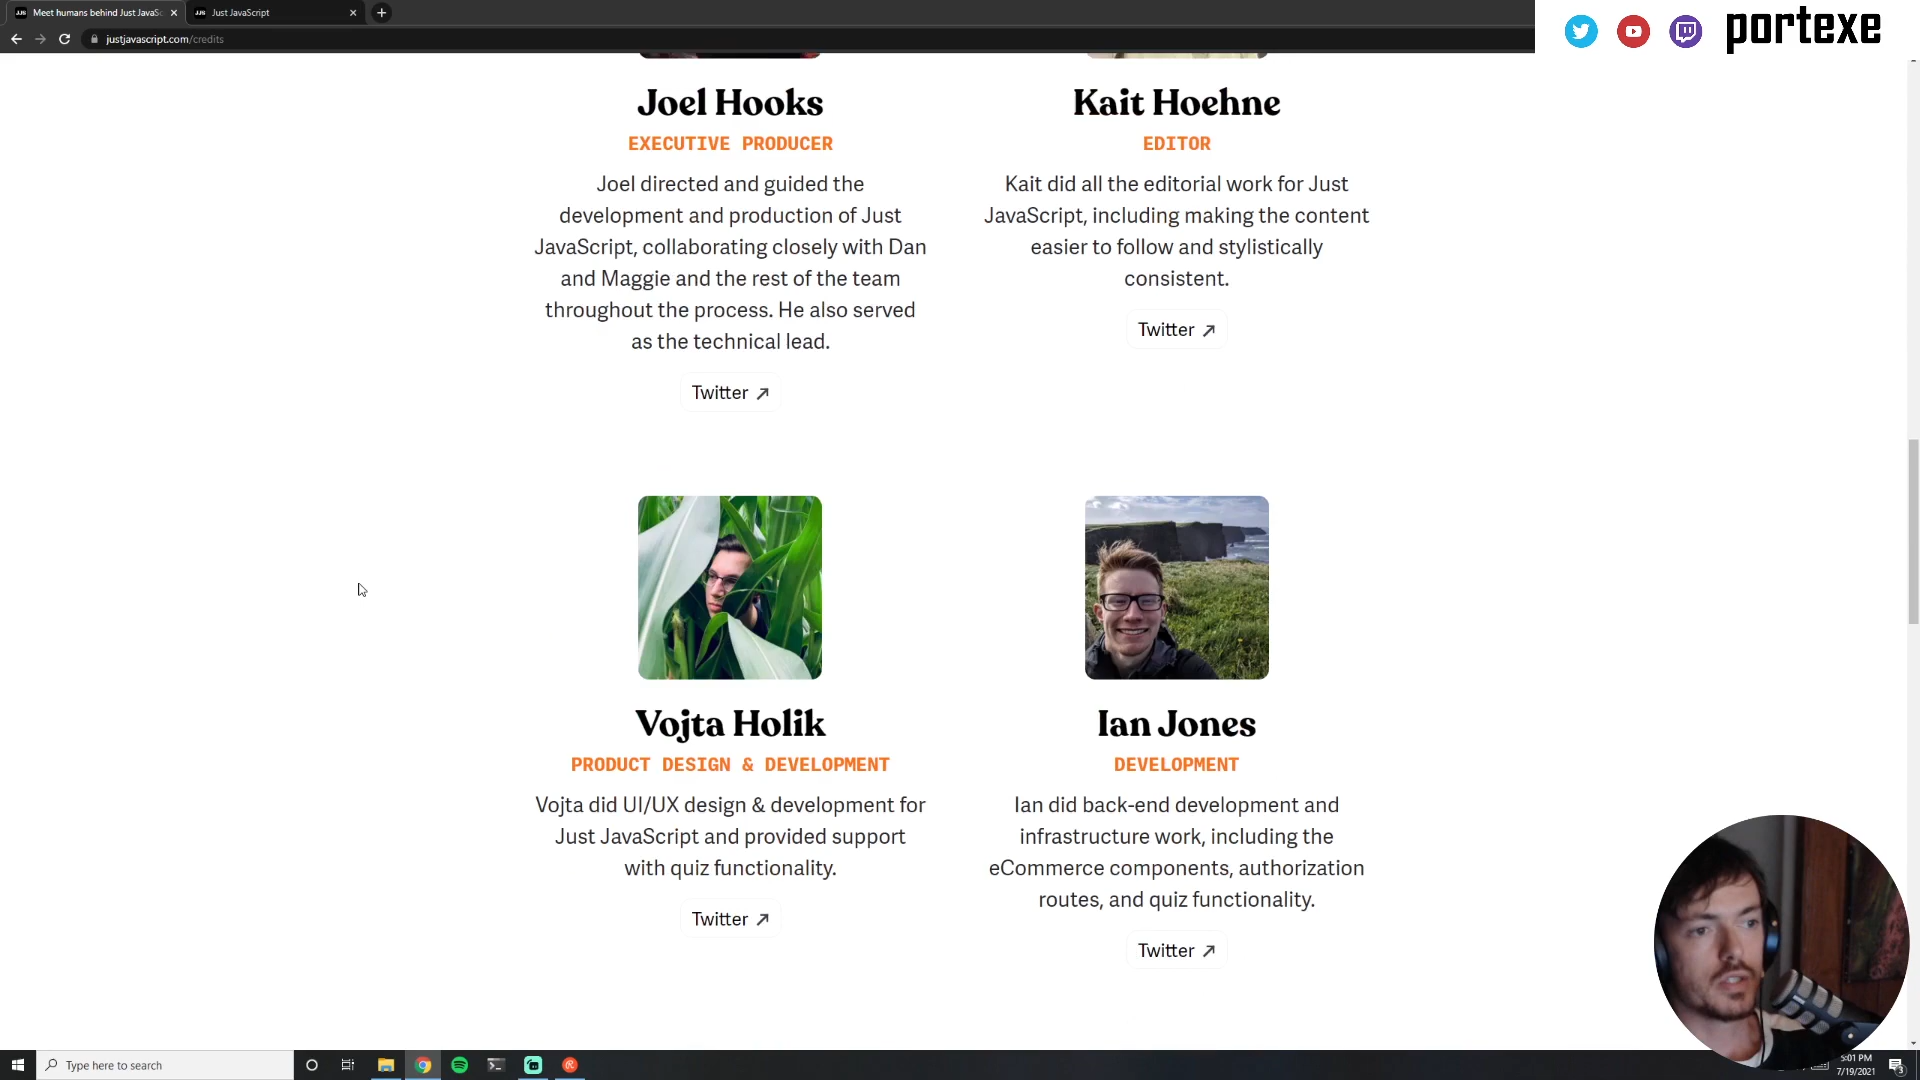 Meet humans behind Just JavaSc
Just JavaScript
justjavascript.com/credits
portexe
Joel Hooks
EXECUTIVE PRODUCER
Joel directed and guided the
development and production of Just
JavaScript, collaborating closely with Dan
and Maggie and the rest of the team
throughout the process. He also served
as the technical lead.
Twitter
Kait Hoehne
EDITOR
Kait did all the editorial work for Just
JavaScript, including making the content
easier to follow and stylistically
consistent.
Twitter
Vojta Holik
PRODUCT DESIGN & DEVELOPMENT
Vojta did UI/UX design & development for
Just JavaScript and provided support
with quiz functionality.
Twitter
Ian Jones
DEVELOPMENT
Ian did back-end development and
infrastructure work, including the
eCommerce components, authorization
routes, and quiz functionality.
Twitter
Type here to search
5:01 PM
7/19/2021